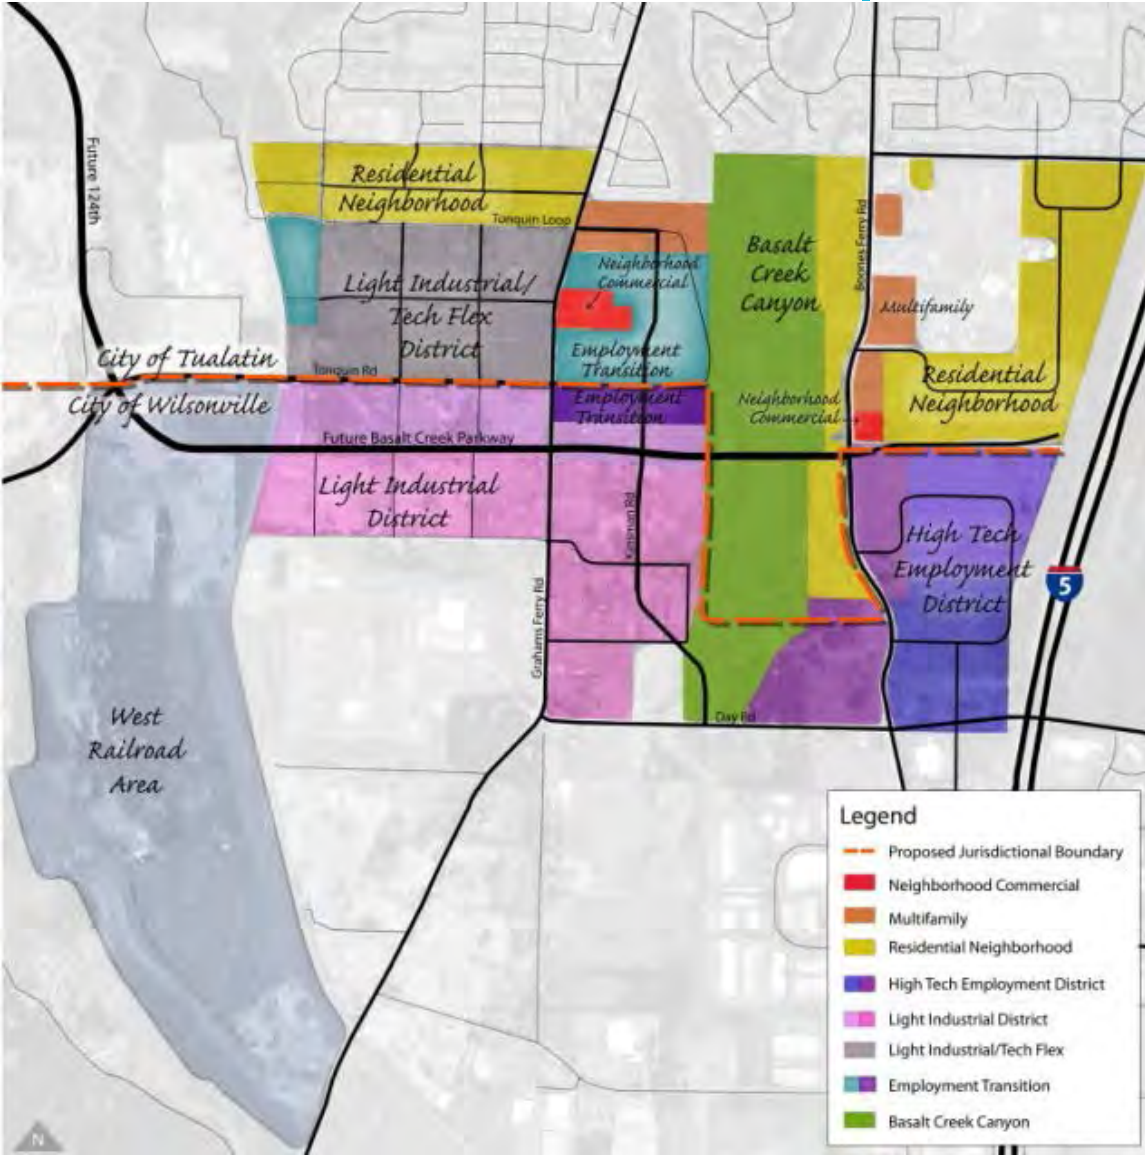 Future 124th
Residential
Neighborhood
Tonquin Loop
Light Industrial/
Tech Flex
District
Neighborhood
Commercial
Employment
Transition
Basalt
Creek
Canyon
Boones Ferry Rd
Multifamily
Residential
Neighborhood
Neighborhood
Commercial
City of Tualatin
Tonquin Rd
City of Wilsonville
Employment
Transition
Future Basalt Creek Parkway
Light Industrial
District
Kinsman Rd
High Tech
Employment
District
5
Grahams Ferry Rd
West
Railroad
Area
Day Rd
Legend
Proposed Jurisdictional Boundary
Neighborhood Commercial
Multifamily
Residential Neighborhood
High Tech Employment District
Light Industrial District
Light Industrial/Tech Flex
Employment Transition
Basalt Creek Canyon
N